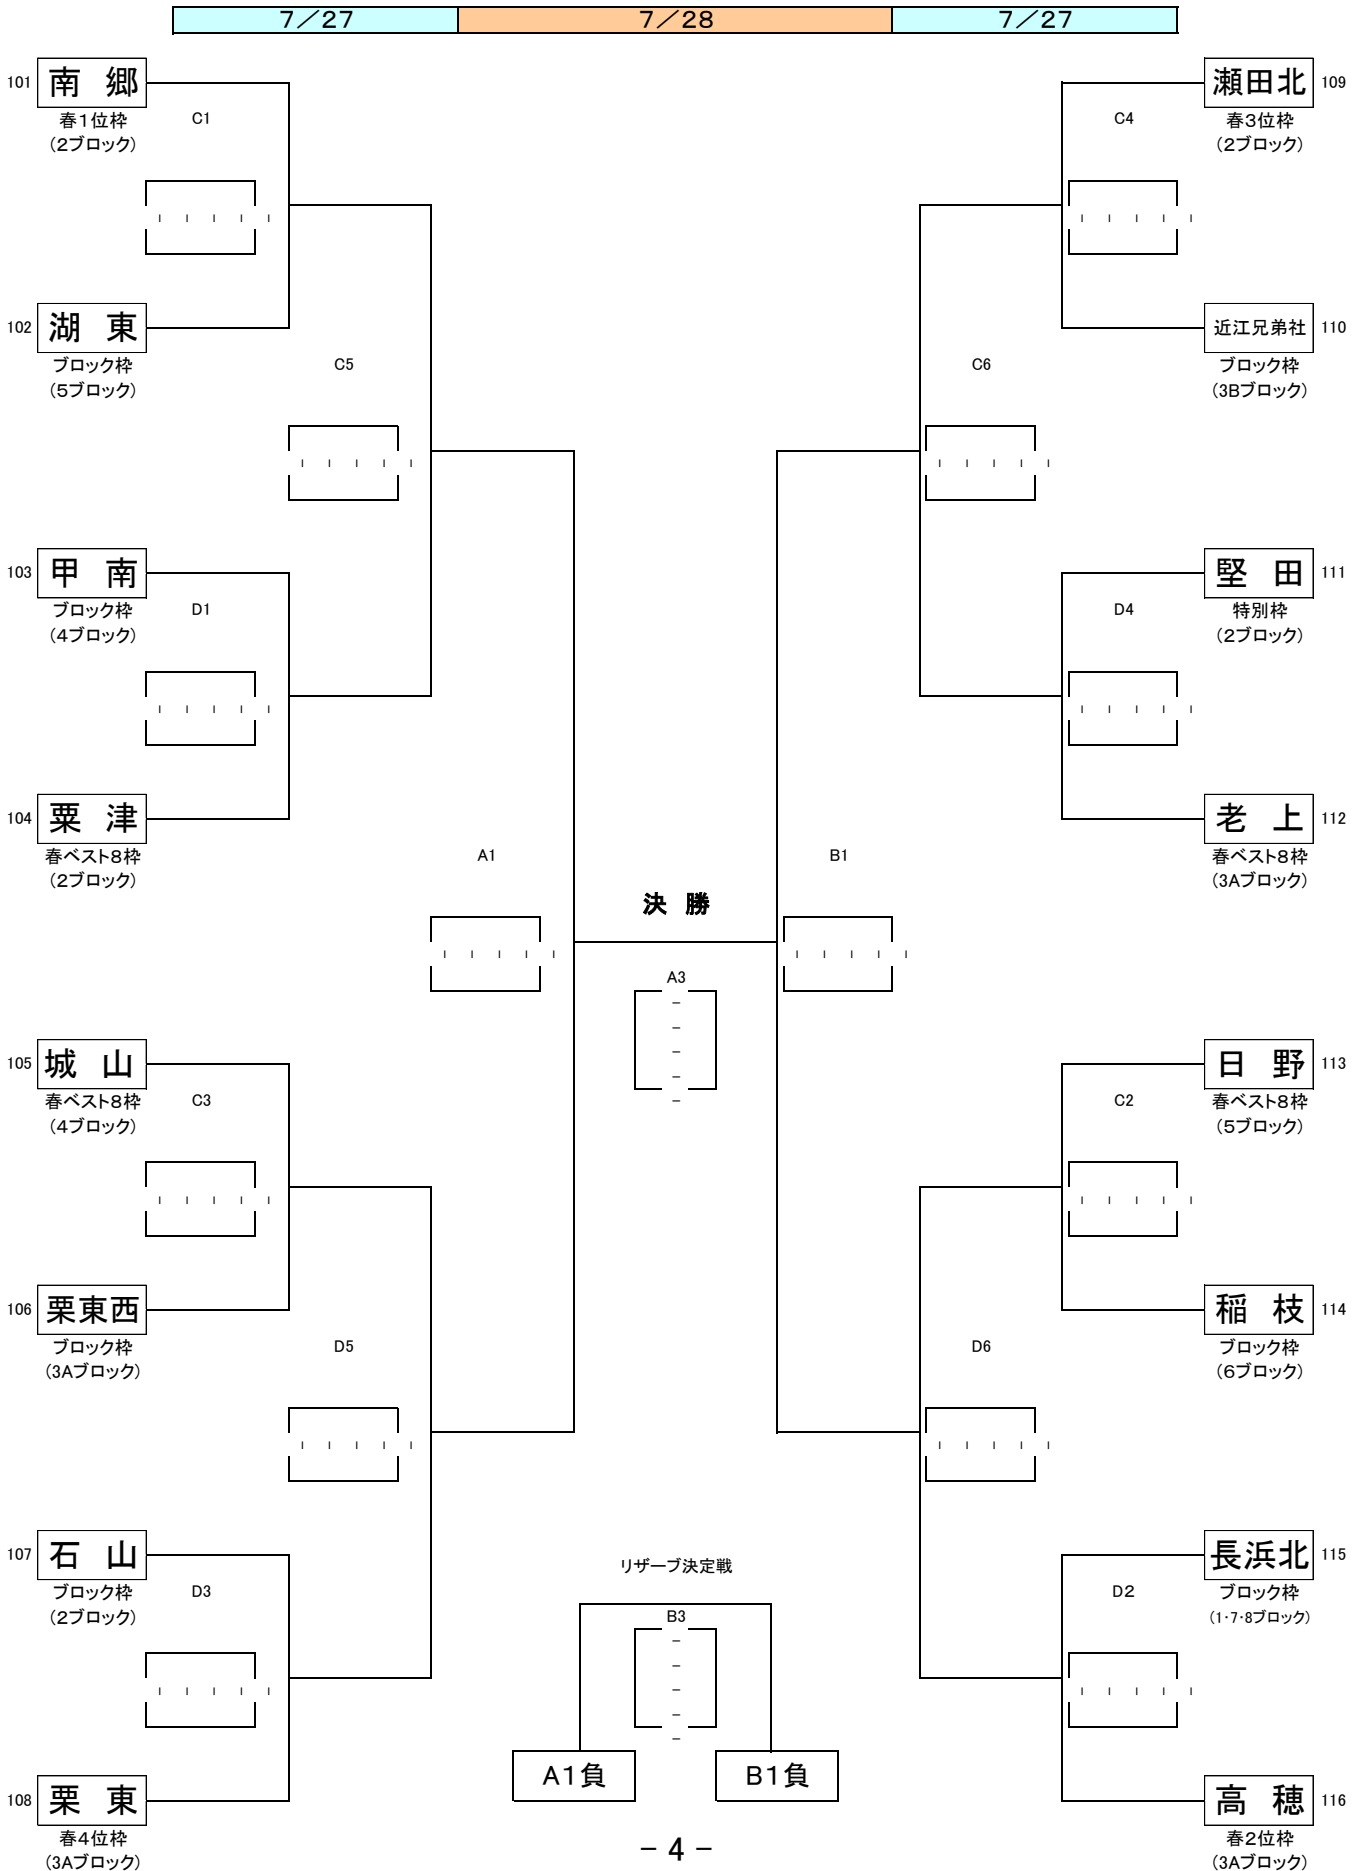 7／27
7／28
7／27
101
南 郷
春1位枠
(2ブロック)
C1
102
湖 東
ブロック枠
(5ブロック)
C5
103
甲 南
ブロック枠
(4ブロック)
D1
104
粟 津
春ベスト8枠
(2ブロック)
A1
105
城 山
春ベスト8枠
(4ブロック)
C3
106
栗東西
ブロック枠
(3Aブロック)
D5
107
石 山
ブロック枠
(2ブロック)
D3
108
栗 東
春4位枠
(3Aブロック)
決 勝
A3
リザーブ決定戦
B3
A1負
B1負
瀬田北
109
春3位枠
(2ブロック)
C4
近江兄弟社
110
ブロック枠
(3Bブロック)
C6
堅 田
111
特別枠
(2ブロック)
D4
老 上
112
春ベスト8枠
(3Aブロック)
B1
日 野
113
春ベスト8枠
(5ブロック)
C2
稲 枝
114
ブロック枠
(6ブロック)
D6
長浜北
115
ブロック枠
(1・7・8ブロック)
D2
高 穂
116
春2位枠
(3Aブロック)
- 4 -